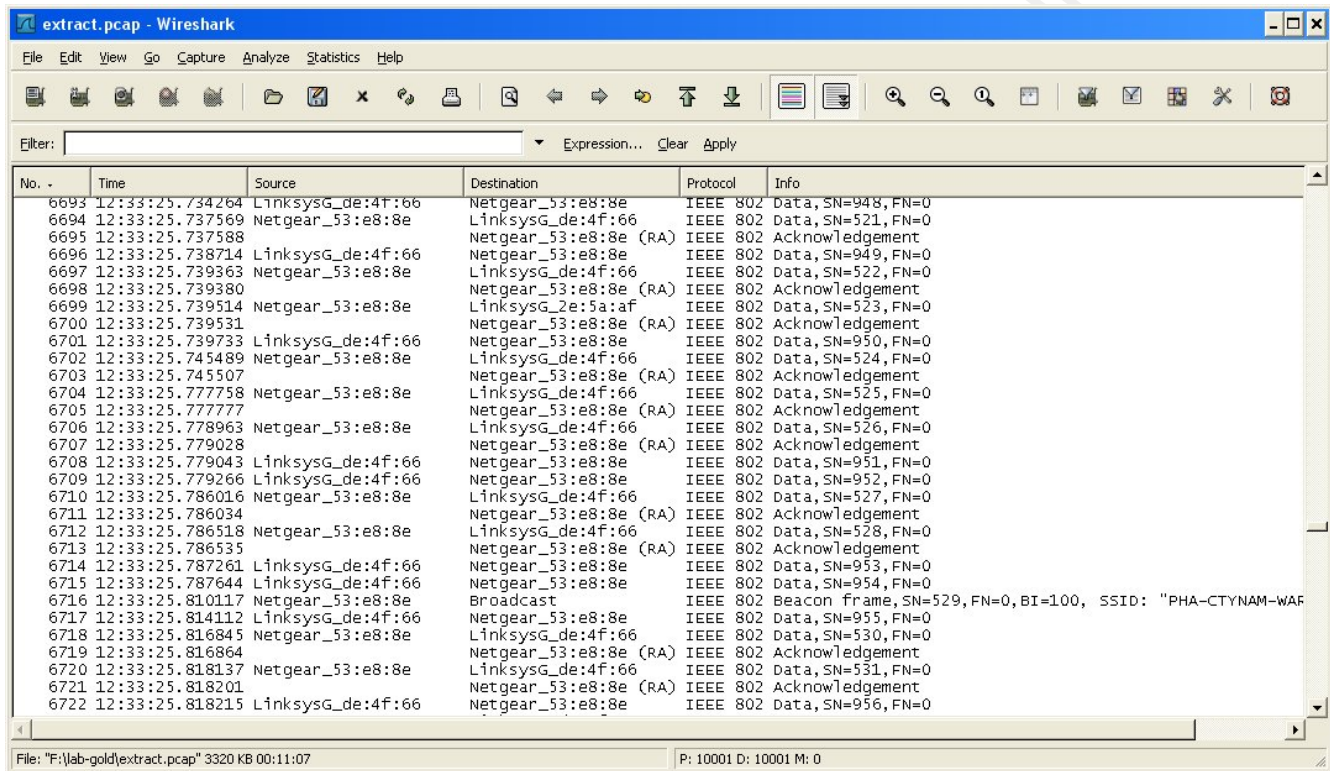 extract.pcap - Wireshark
File Edit View Go Capture Analyze Statistics Help
Filter: Expression... Clear Apply
No. - Time Source Destination Protocol Info
6693 12:33:25.734264 LinksysG_de:4f:66 Netgear_53:e8:8e IEEE 802 Data,SN=948,FN=0
6694 12:33:25.737569 Netgear_53:e8:8e LinksysG_de:4f:66 IEEE 802 Data,SN=521,FN=0
6695 12:33:25.737588 Netgear_53:e8:8e (RA) IEEE 802 Acknowledgement
6696 12:33:25.738714 LinksysG_de:4f:66 Netgear_53:e8:8e IEEE 802 Data,SN=949,FN=0
6697 12:33:25.739363 Netgear_53:e8:8e LinksysG_de:4f:66 IEEE 802 Data,SN=522,FN=0
6698 12:33:25.739380 Netgear_53:e8:8e (RA) IEEE 802 Acknowledgement
6699 12:33:25.739514 Netgear_53:e8:8e LinksysG_2e:5a:af IEEE 802 Data,SN=523,FN=0
6700 12:33:25.739531 Netgear_53:e8:8e (RA) IEEE 802 Acknowledgement
6701 12:33:25.739733 LinksysG_de:4f:66 Netgear_53:e8:8e IEEE 802 Data,SN=950,FN=0
6702 12:33:25.745489 Netgear_53:e8:8e LinksysG_de:4f:66 IEEE 802 Data,SN=524,FN=0
6703 12:33:25.745507 Netgear_53:e8:8e (RA) IEEE 802 Acknowledgement
6704 12:33:25.777758 Netgear_53:e8:8e LinksysG_de:4f:66 IEEE 802 Data,SN=525,FN=0
6705 12:33:25.777777 Netgear_53:e8:8e (RA) IEEE 802 Acknowledgement
6706 12:33:25.778963 Netgear_53:e8:8e LinksysG_de:4f:66 IEEE 802 Data,SN=526,FN=0
6707 12:33:25.779028 Netgear_53:e8:8e (RA) IEEE 802 Acknowledgement
6708 12:33:25.779043 LinksysG_de:4f:66 Netgear_53:e8:8e IEEE 802 Data,SN=951,FN=0
6709 12:33:25.779266 LinksysG_de:4f:66 Netgear_53:e8:8e IEEE 802 Data,SN=952,FN=0
6710 12:33:25.786016 Netgear_53:e8:8e LinksysG_de:4f:66 IEEE 802 Data,SN=527,FN=0
6711 12:33:25.786034 Netgear_53:e8:8e (RA) IEEE 802 Acknowledgement
6712 12:33:25.786518 Netgear_53:e8:8e LinksysG_de:4f:66 IEEE 802 Data,SN=528,FN=0
6713 12:33:25.786535 Netgear_53:e8:8e (RA) IEEE 802 Acknowledgement
6714 12:33:25.787261 LinksysG_de:4f:66 Netgear_53:e8:8e IEEE 802 Data,SN=953,FN=0
6715 12:33:25.787644 LinksysG_de:4f:66 Netgear_53:e8:8e IEEE 802 Data,SN=954,FN=0
6716 12:33:25.810117 Netgear_53:e8:8e Broadcast IEEE 802 Beacon frame,SN=529,FN=0,BI=100, SSID: "PHA-CTYNAM-WAR
6717 12:33:25.814112 LinksysG_de:4f:66 Netgear_53:e8:8e IEEE 802 Data,SN=955,FN=0
6718 12:33:25.816845 Netgear_53:e8:8e LinksysG_de:4f:66 IEEE 802 Data,SN=530,FN=0
6719 12:33:25.816864 Netgear_53:e8:8e (RA) IEEE 802 Acknowledgement
6720 12:33:25.818137 Netgear_53:e8:8e LinksysG_de:4f:66 IEEE 802 Data,SN=531,FN=0
6721 12:33:25.818201 Netgear_53:e8:8e (RA) IEEE 802 Acknowledgement
6722 12:33:25.818215 LinksysG_de:4f:66 Netgear_53:e8:8e IEEE 802 Data,SN=956,FN=0
File: "F:\lab-gold\extract.pcap" 3320 KB 00:11:07 P: 10001 D: 10001 M: 0